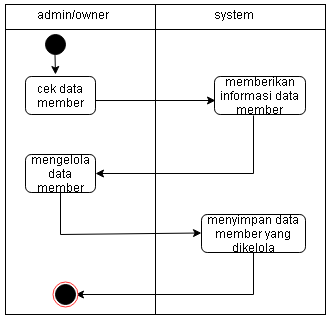 admin/owner
system
cek data
member
memberikan
informasi data
member
mengelola
data
member
menyimpan data
member yang
dikelola